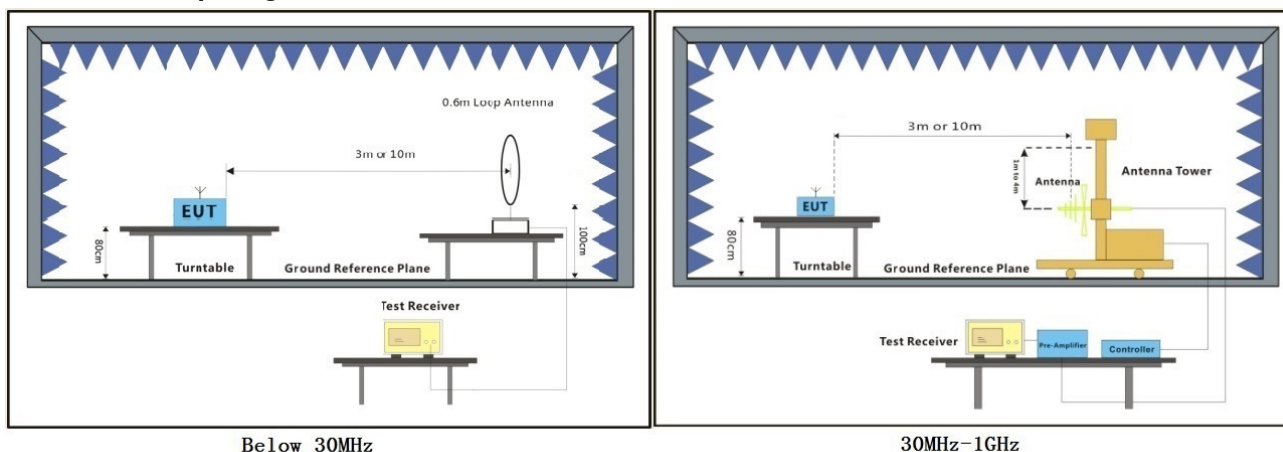 0.6m Loop Antenna
3m or 10m
EUT
80cm
100cm
Turntable
Ground Reference Plane
Test Receiver
Below 30MHz
3m or 10m
1m to 4m
Antenna
Antenna Tower
EUT
80cm
Turntable
Ground Reference Plane
Test Receiver
Pre-Amplifier
Controller
30MHz-1GHz